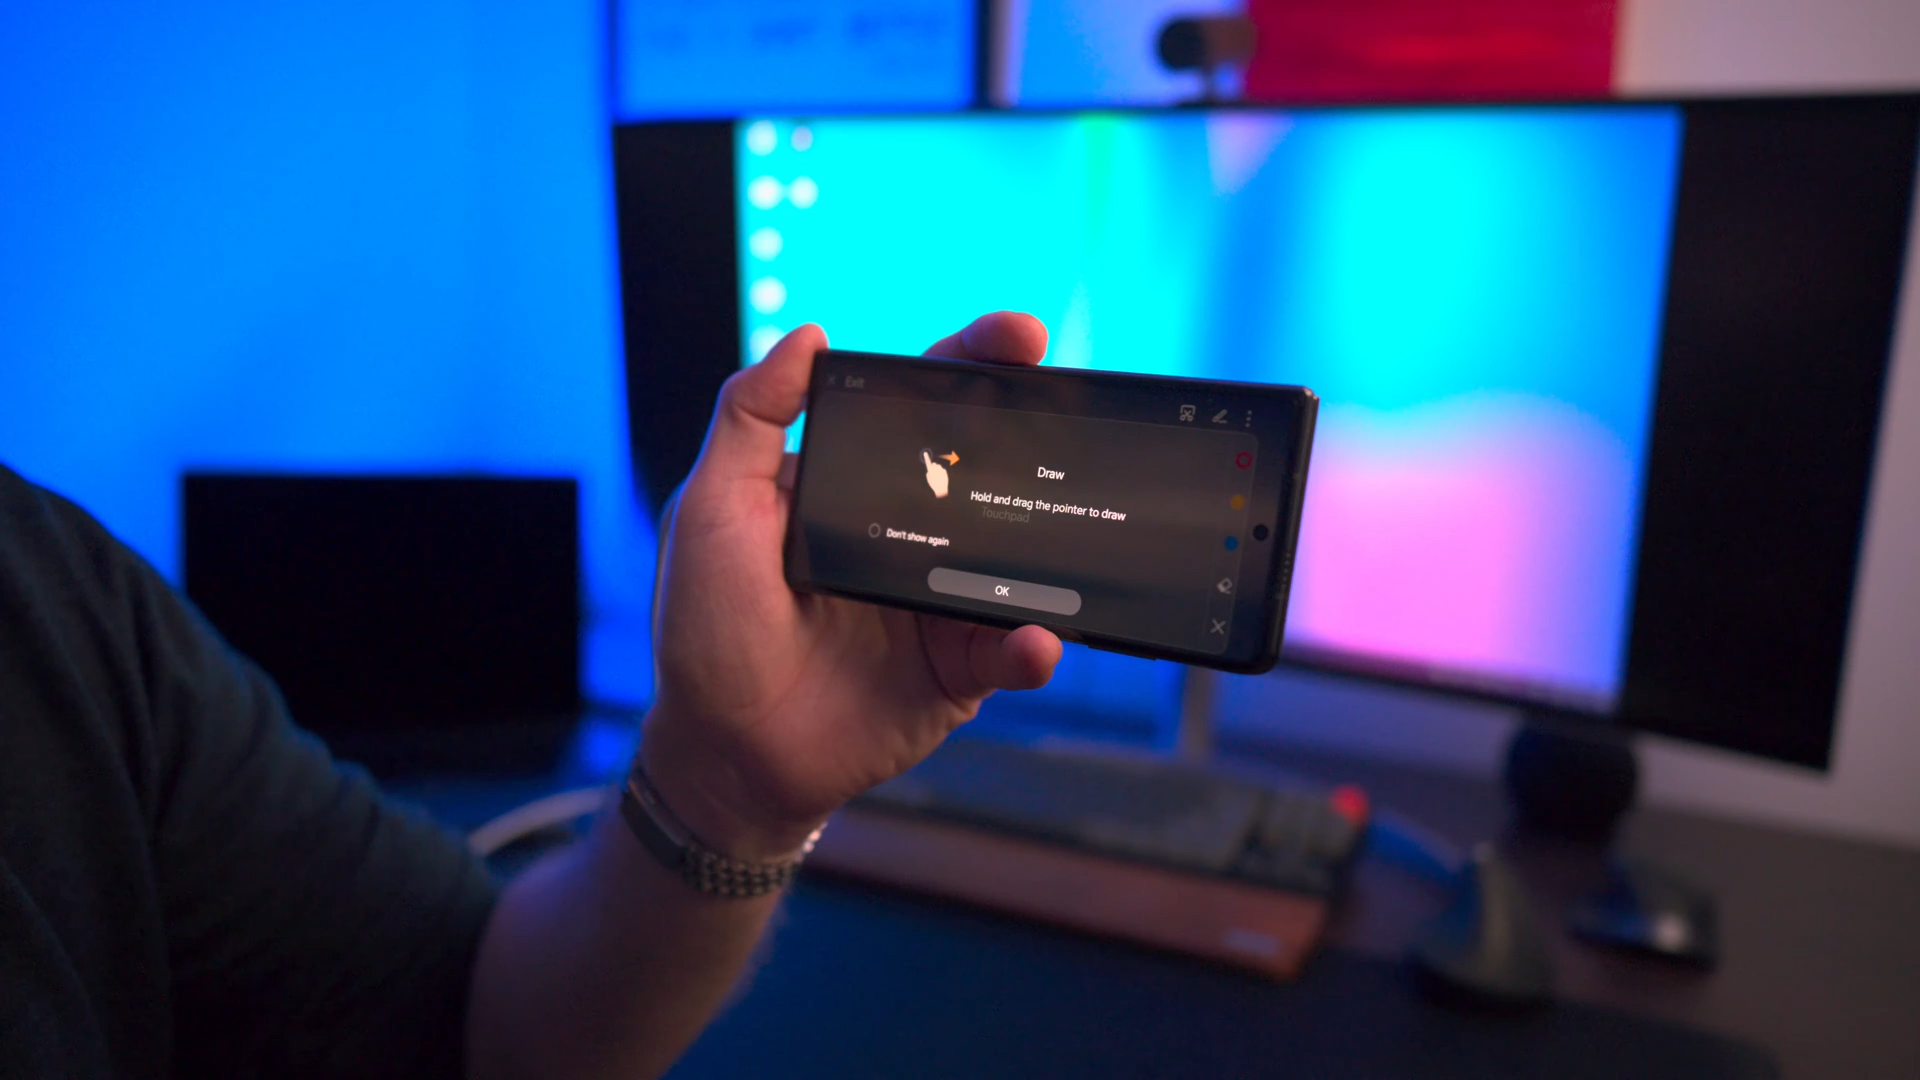 Exit
Draw
Hold and drag the pointer to draw
Touchpad
Don't show again
OK